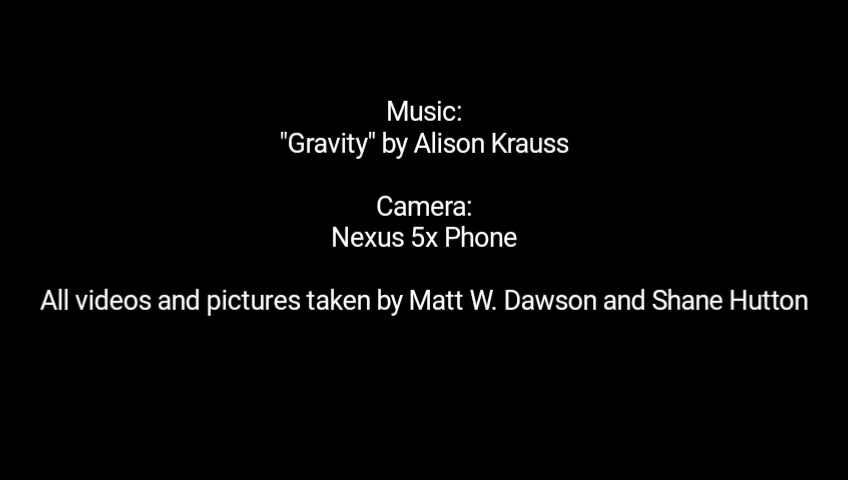 Music:
"Gravity" by Alison Krauss
Camera:
Nexus 5x Phone
All videos and pictures taken by Matt W. Dawson and Shane Hutton